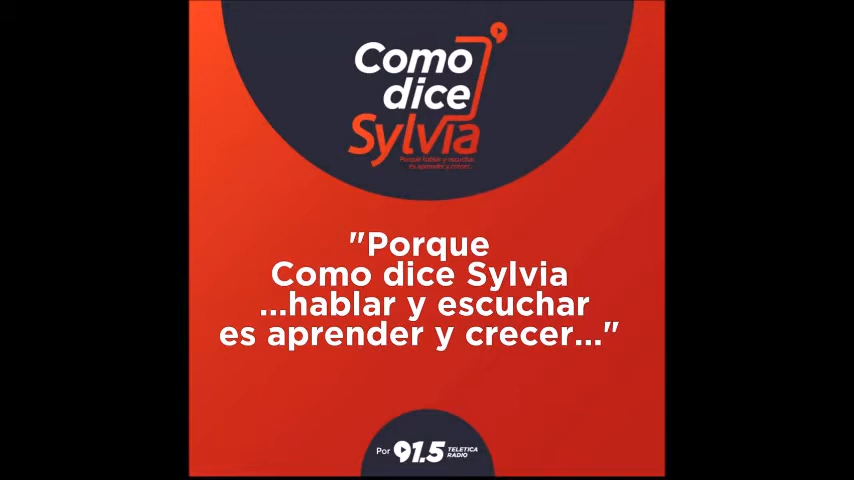 Como
dice
Sylvia
Porque hablar y escuchar,
es aprender y crecer...
"Porque
Como dice Sylvia
...hablar y escuchar
es aprender y crecer..."
Por 91.5 TELETICA
RADIO